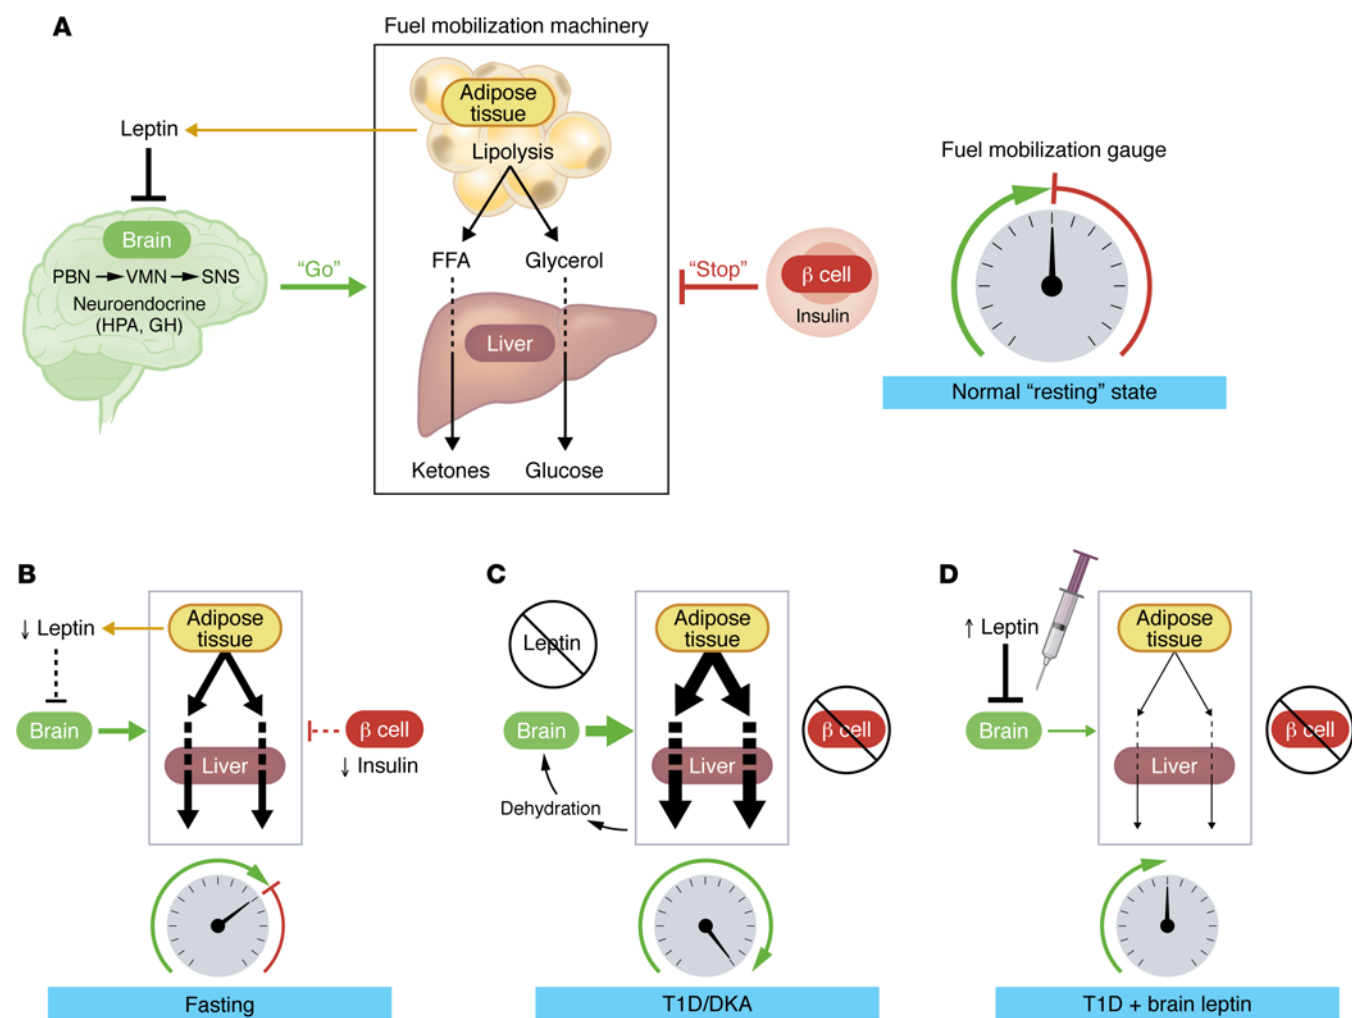 A
Fuel mobilization machinery
Adipose
tissue
Leptin
Lipolysis
Fuel mobilization gauge
Brain
PBN → VMN → SNS
Neuroendocrine
(HPA, GH)
“Go”
FFA
Glycerol
“Stop”
β cell
Insulin
Liver
Ketones
Glucose
Normal “resting” state
B
↓ Leptin
Adipose
tissue
Brain
β cell
Liver
↓ Insulin
Fasting
C
Leptin
Adipose
tissue
Brain
β cell
Liver
Dehydration
T1D/DKA
D
↑ Leptin
Adipose
tissue
Brain
β cell
Liver
T1D + brain leptin